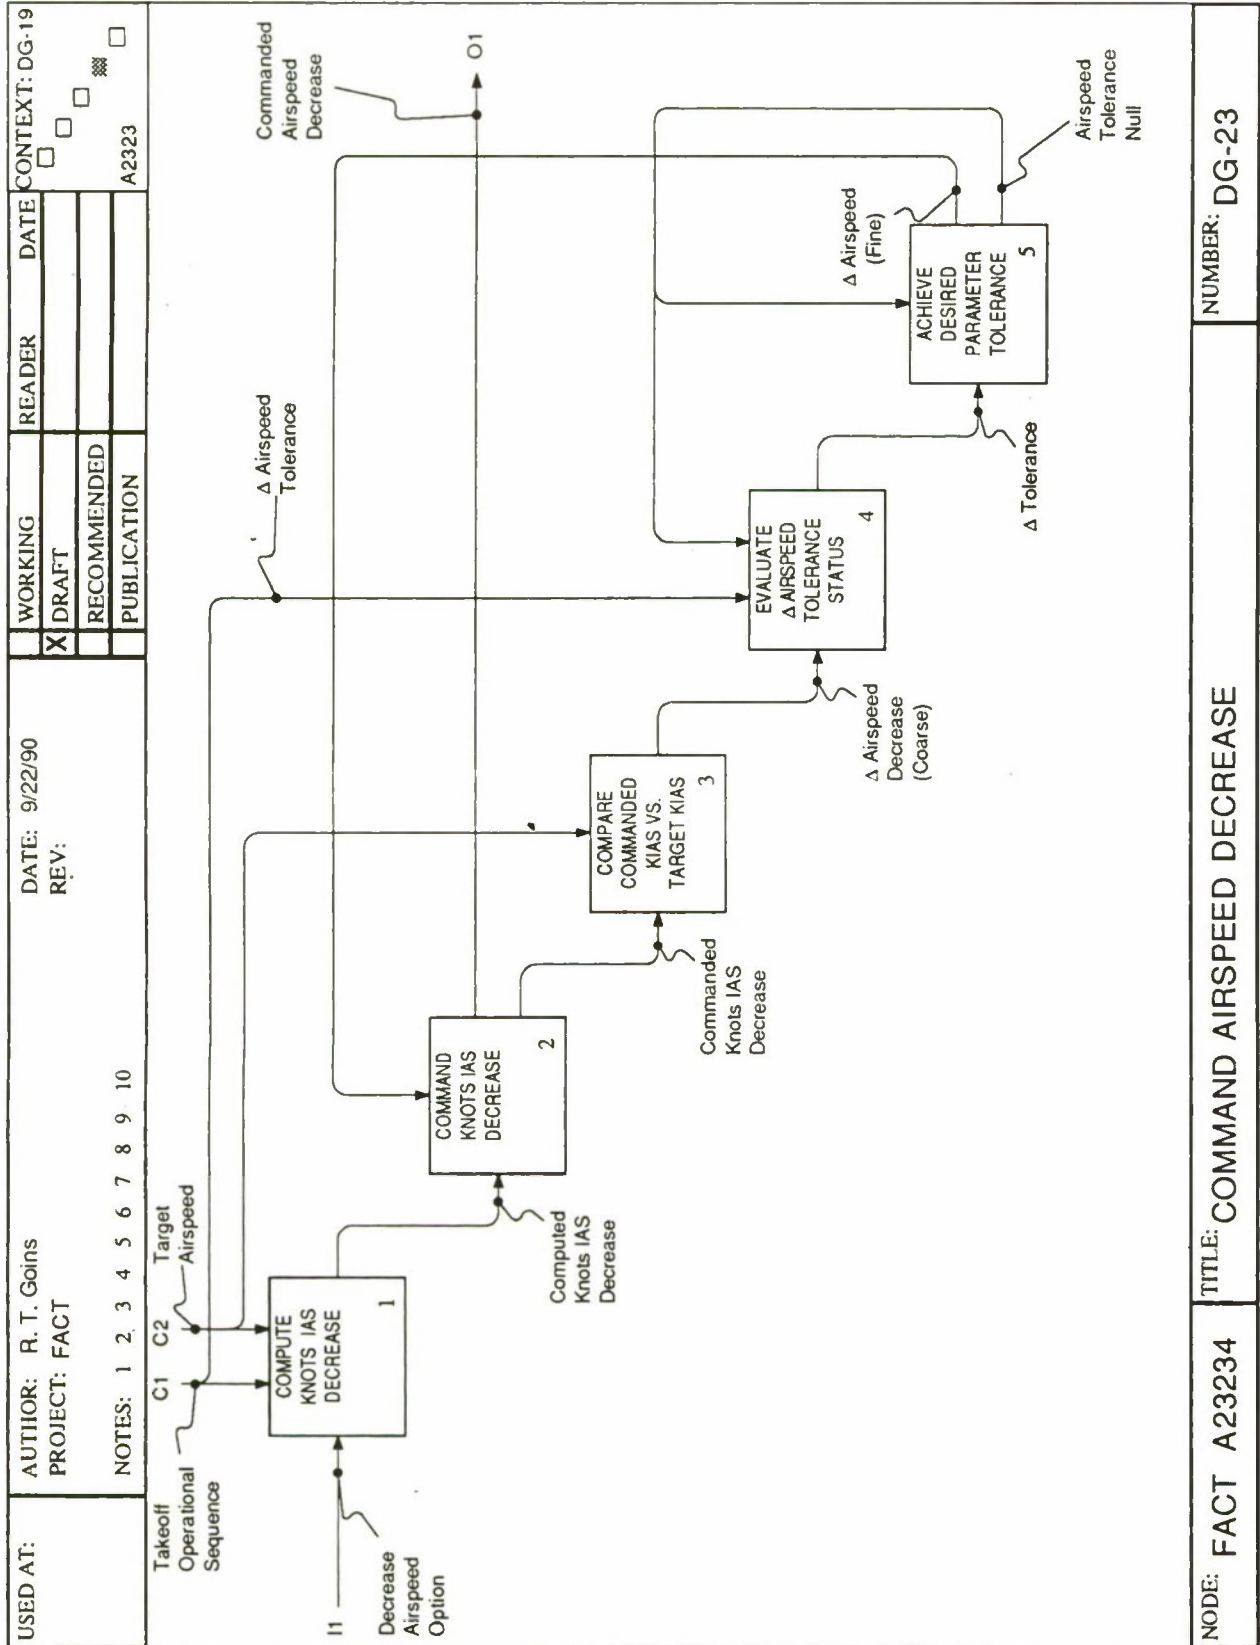 USED AT:
AUTHOR: R. T. Goins
PROJECT: FACT
NOTES: 1 2 3 4 5 6 7 8 9 10
DATE: 9/22/90
REV:
WORKING
X DRAFT
RECOMMENDED
PUBLICATION
READER DATE
CONTEXT: DG-19
A2323
Takeoff
Operational
Sequence
C1
C2
Target
Airspeed
I1
Decrease
Airspeed
Option
COMPUTE
KNOTS IAS
DECREASE
1
Computed
Knots IAS
Decrease
COMMAND
KNOTS IAS
DECREASE
2
Commanded
Knots IAS
Decrease
COMPARE
COMMANDED
KIAS VS.
TARGET KIAS
3
Δ Airspeed
Decrease
(Coarse)
Δ Airspeed
Tolerance
EVALUATE
Δ AIRSPEED
TOLERANCE
STATUS
4
Δ Tolerance
ACHIEVE
DESIRED
PARAMETER
TOLERANCE
5
Δ Airspeed
(Fine)
Airspeed
Tolerance
Null
Commanded
Airspeed
Decrease
O1
NODE: FACT A23234
TITLE: COMMAND AIRSPEED DECREASE
NUMBER: DG-23